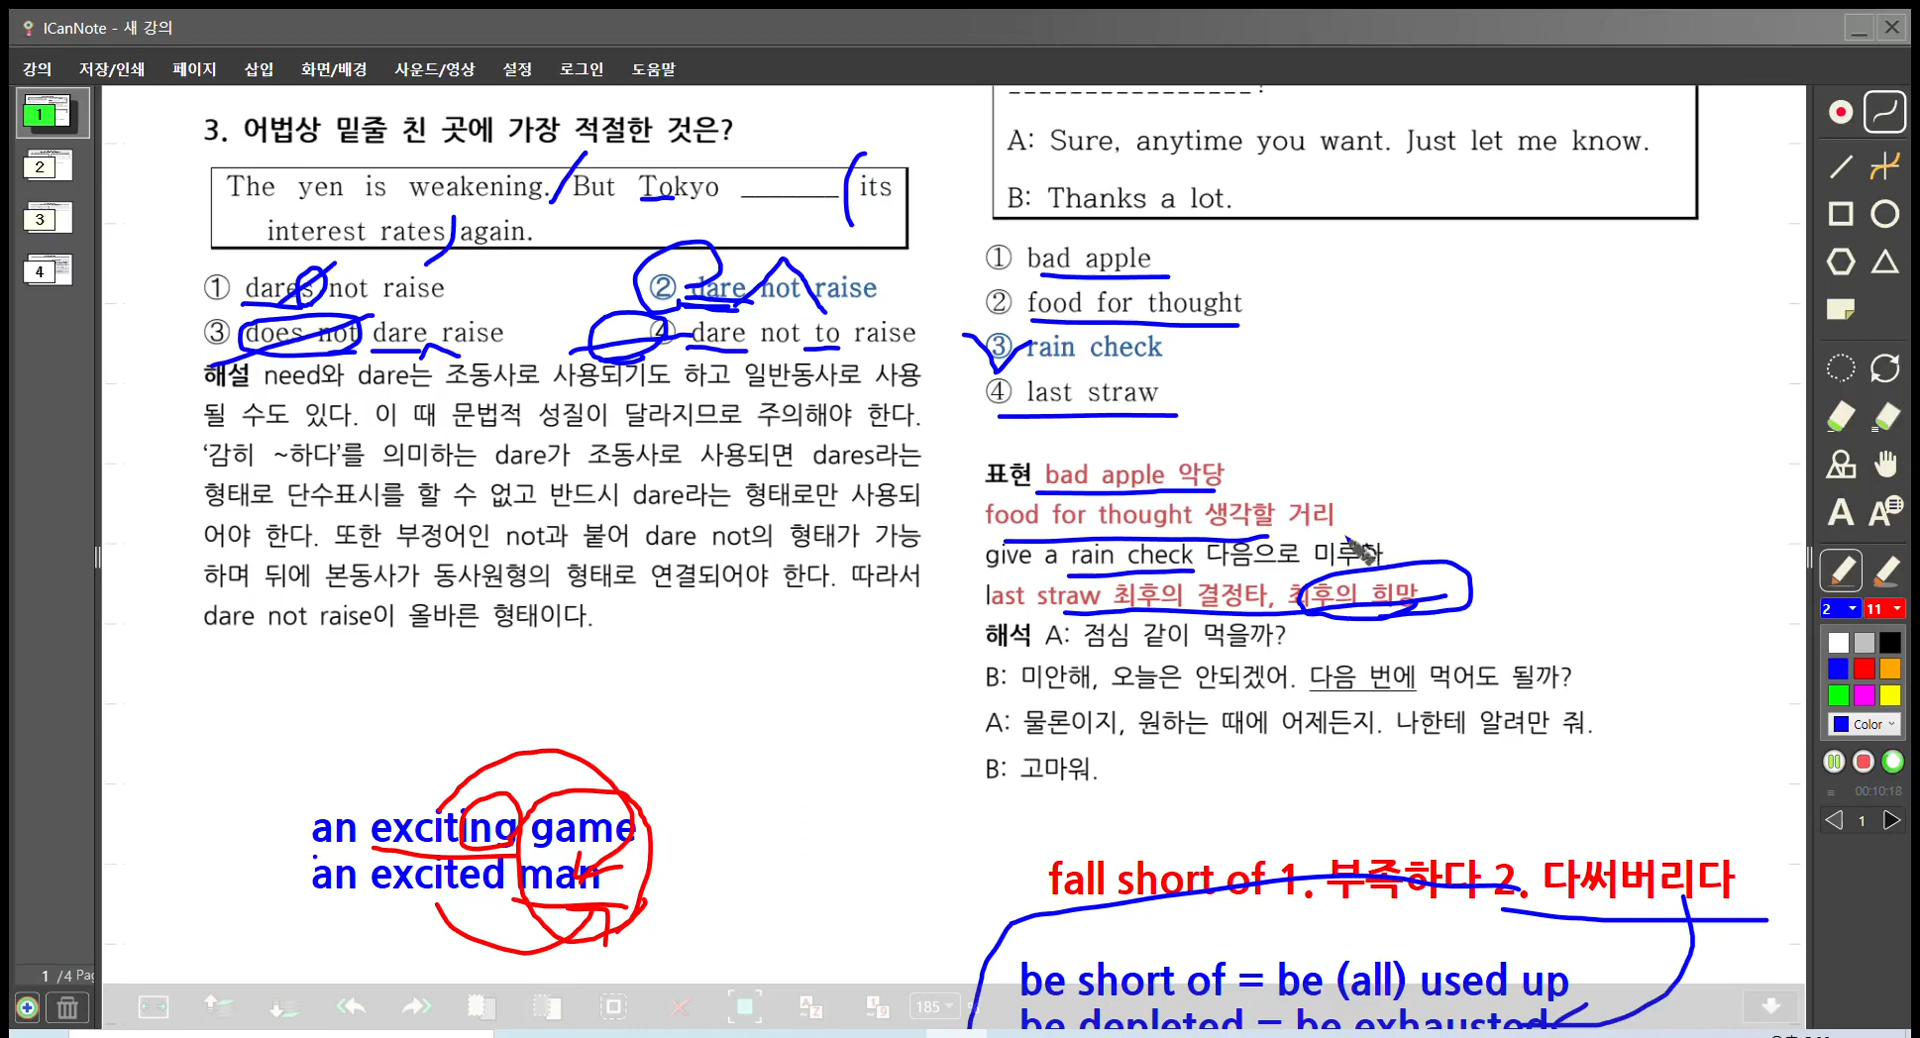 ICanNote - 새 강의
강의 저장/인쇄 페이지 삽입 화면/배경 사운드/영상 설정 로그인 도움말
1
2
3
4
3. 어법상 밑줄 친 곳에 가장 적절한 것은?
The yen is weakening. But Tokyo ________ its
interest rates again.
① dares not raise ② dare not raise
③ does not dare raise ④ dare not to raise
해설 need와 dare는 조동사로 사용되기도 하고 일반동사로 사용
될 수도 있다. 이 때 문법적 성질이 달라지므로 주의해야 한다.
‘감히 ~하다’를 의미하는 dare가 조동사로 사용되면 dares라는
형태로 단수표시를 할 수 없고 반드시 dare라는 형태로만 사용되
어야 한다. 또한 부정어인 not과 붙어 dare not의 형태가 가능
하며 뒤에 본동사가 동사원형의 형태로 연결되어야 한다. 따라서
dare not raise이 올바른 형태이다.
an exciting game
an excited man
________________?
A: Sure, anytime you want. Just let me know.
B: Thanks a lot.
① bad apple
② food for thought
③ rain check
④ last straw
표현 bad apple 악당
food for thought 생각할 거리
give a rain check 다음으로
last straw 최후의 결정타, 최후의 희망
해석 A: 점심 같이 먹을까?
B: 미안해, 오늘은 안되겠어. 다음 번에 먹어도 될까?
A: 물론이지, 원하는 때에 어제든지. 나한테 알려만 줘.
B: 고마워.
fall short of 1. 부족하다 2. 다써버리다
be short of = be (all) used up
be depleted = be exhausted
2 11
Color
00:10:18
1
1 /4 Pag
185